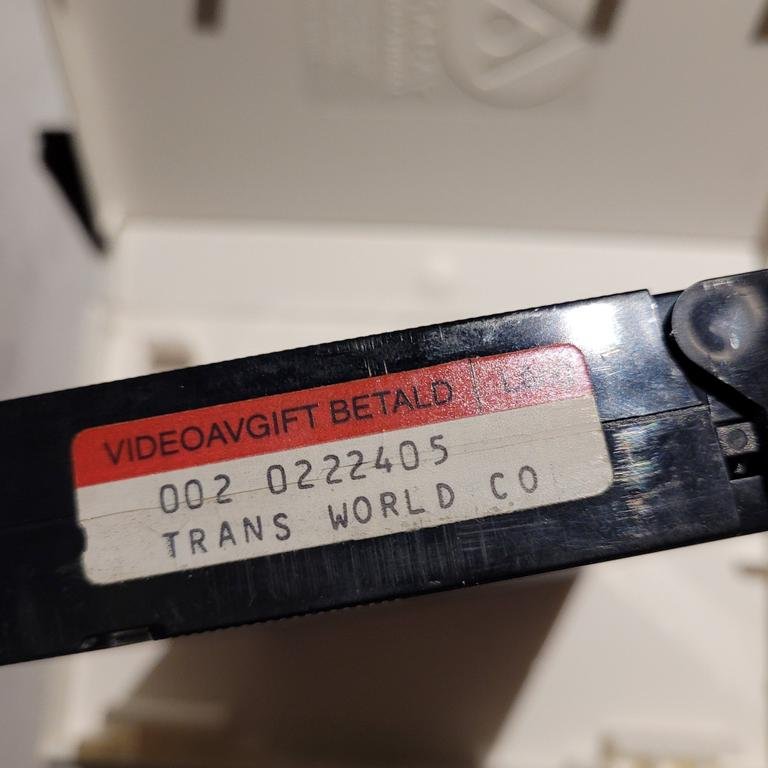 VIDEOAVGIFT BETALD
002 0222405
TRANS WORLD CO